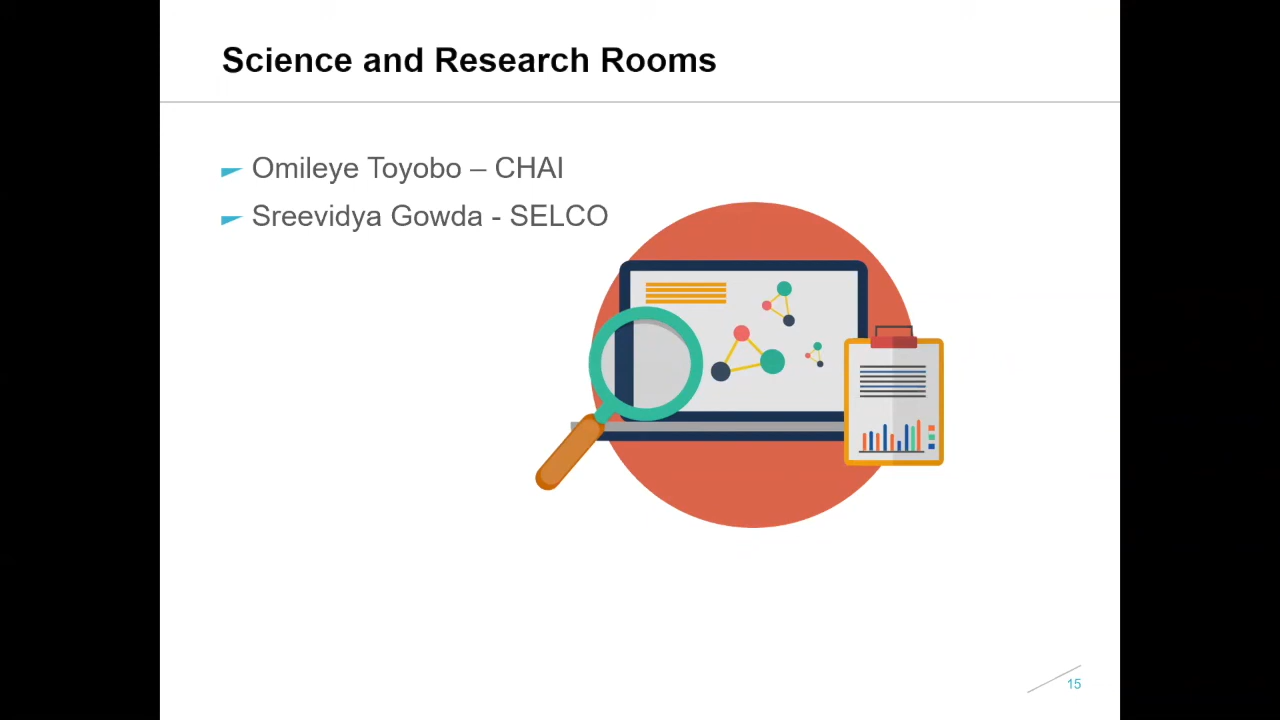 Science and Research Rooms
Omileye Toyobo – CHAI
Sreevidya Gowda - SELCO
15